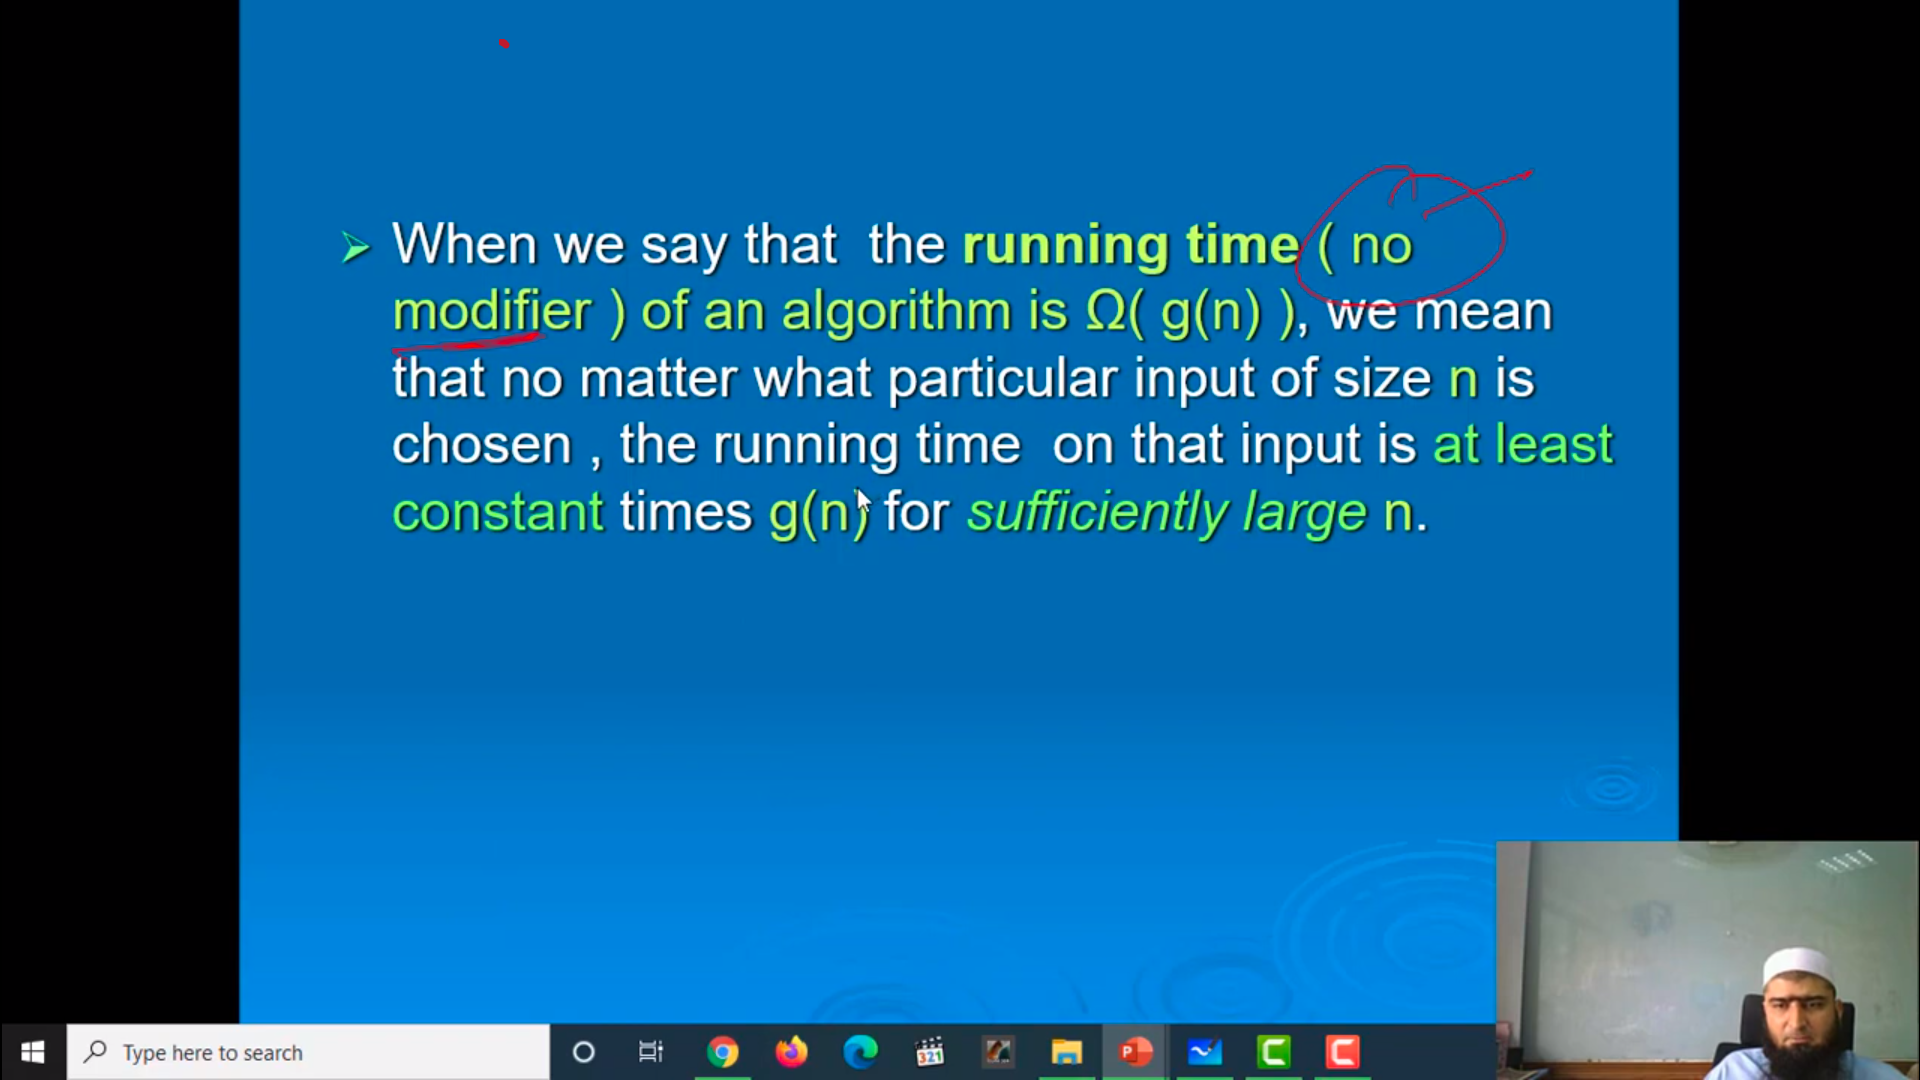 When we say that the running time ( no
modifier ) of an algorithm is Ω( g(n) ), we mean
that no matter what particular input of size n is
chosen , the running time on that input is at least
constant times g(n) for sufficiently large n.
Type here to search
321